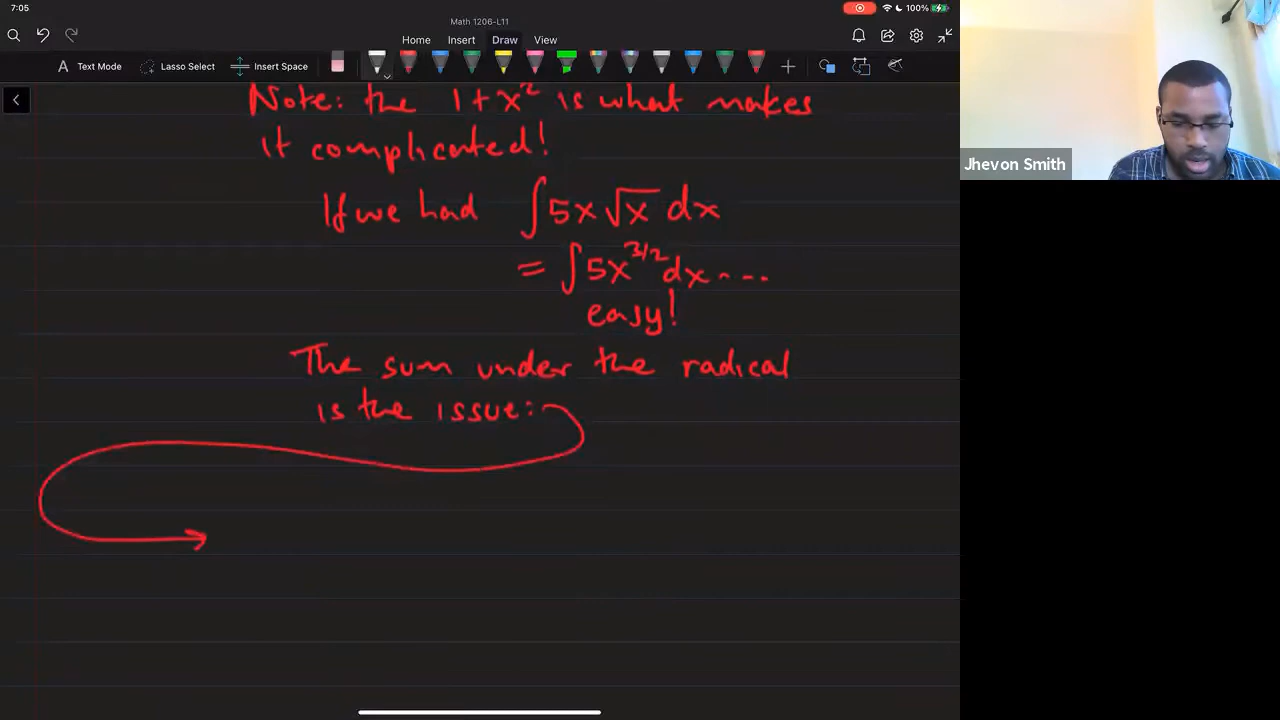 7:05
100%
Math 1206-L11
Home Insert Draw View
Text Mode Lasso Select Insert Space
Note: the 1 + x² is what makes
it complicated!
If we had ∫5x√x dx
= ∫5x^{3/2} dx ....
easy!
The sum under the radical
is the issue:
Jhevon Smith